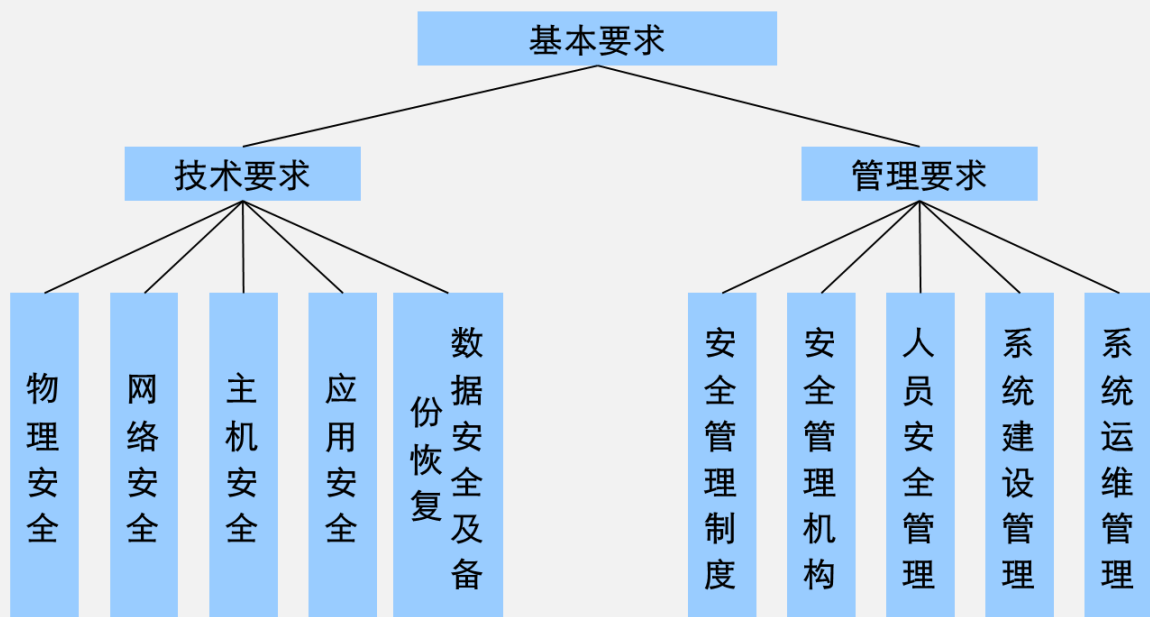 基本要求
技术要求
管理要求
物理安全
网络安全
主机安全
应用安全
数据安全及备
份恢复
安全管理制度
安全管理机构
人员安全管理
系统建设管理
系统运维管理